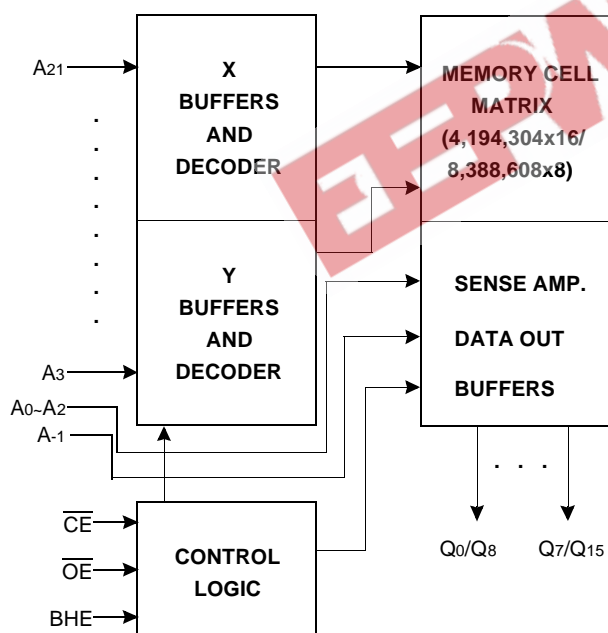 A21
X
BUFFERS
AND
DECODER
MEMORY CELL
MATRIX
(4,194,304x16/
8,388,608x8)
Y
BUFFERS
AND
DECODER
SENSE AMP.
DATA OUT
BUFFERS
A3
A0~A2
A-1
CE
OE
BHE
CONTROL
LOGIC
. . .
Q0/Q8
Q7/Q15